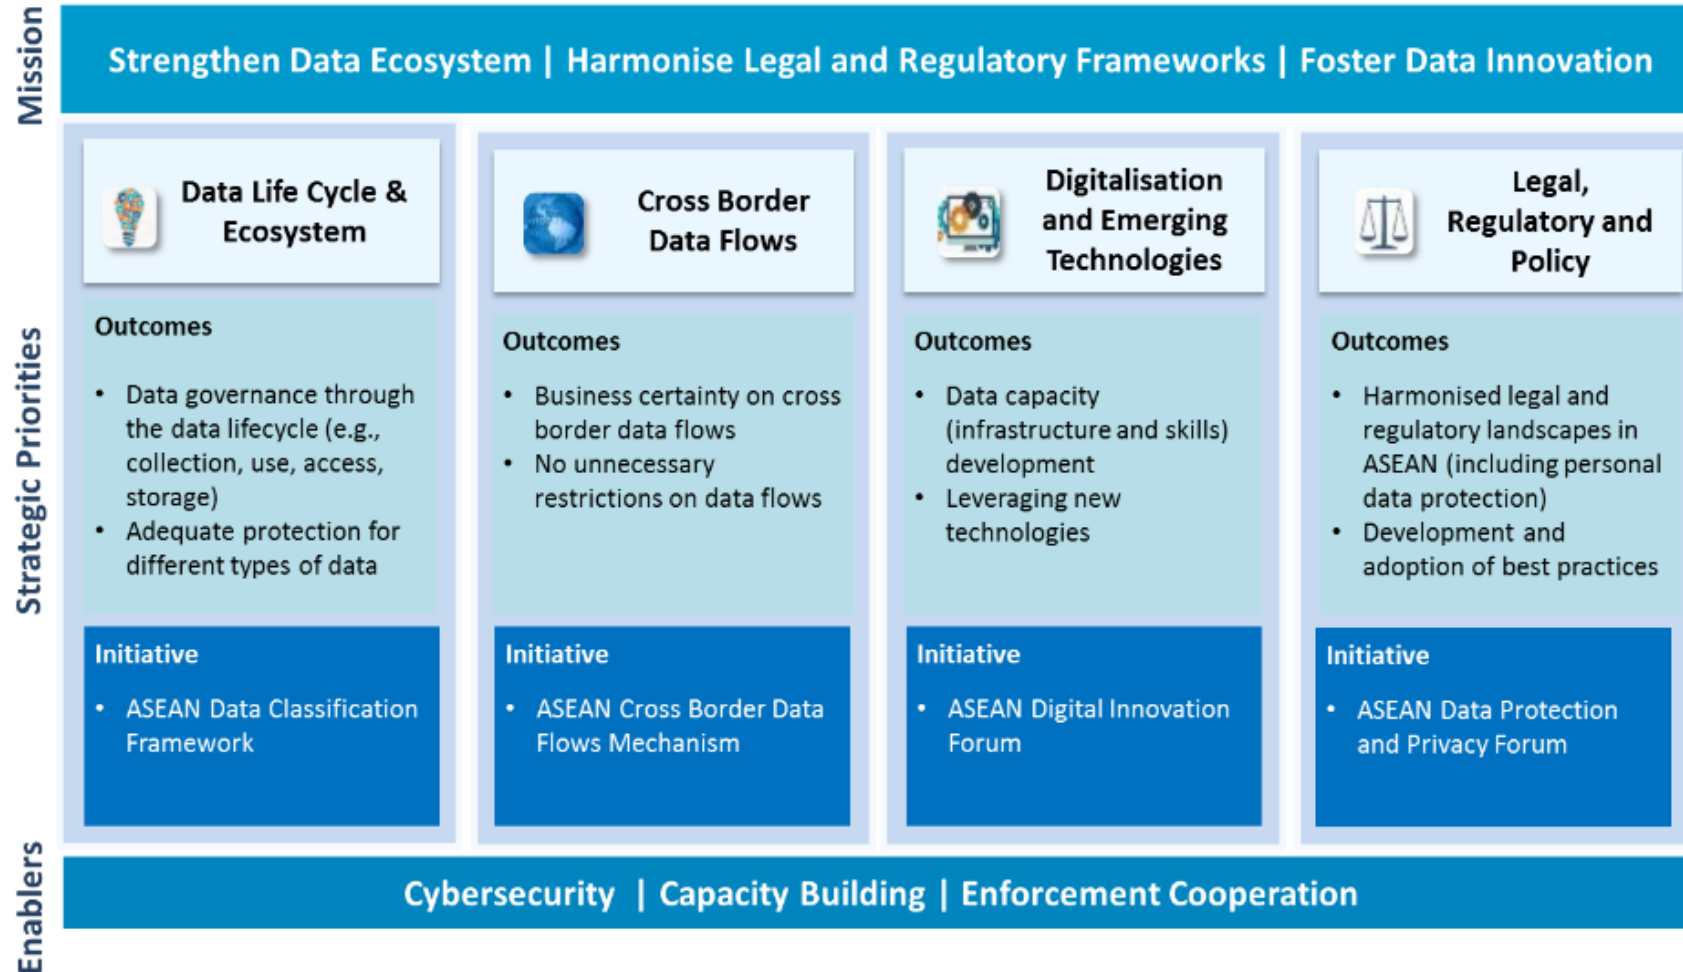 Mission
Strengthen Data Ecosystem | Harmonise Legal and Regulatory Frameworks | Foster Data Innovation
Strategic Priorities
Data Life Cycle &
Ecosystem
Outcomes
• Data governance through
the data lifecycle (e.g.,
collection, use, access,
storage)
• Adequate protection for
different types of data
Initiative
• ASEAN Data Classification
Framework
Cross Border
Data Flows
Outcomes
• Business certainty on cross
border data flows
• No unnecessary
restrictions on data flows
Initiative
• ASEAN Cross Border Data
Flows Mechanism
Digitalisation
and Emerging
Technologies
Outcomes
• Data capacity
(infrastructure and skills)
development
• Leveraging new
technologies
Initiative
• ASEAN Digital Innovation
Forum
Legal,
Regulatory and
Policy
Outcomes
• Harmonised legal and
regulatory landscapes in
ASEAN (including personal
data protection)
• Development and
adoption of best practices
Initiative
• ASEAN Data Protection
and Privacy Forum
Enablers
Cybersecurity | Capacity Building | Enforcement Cooperation